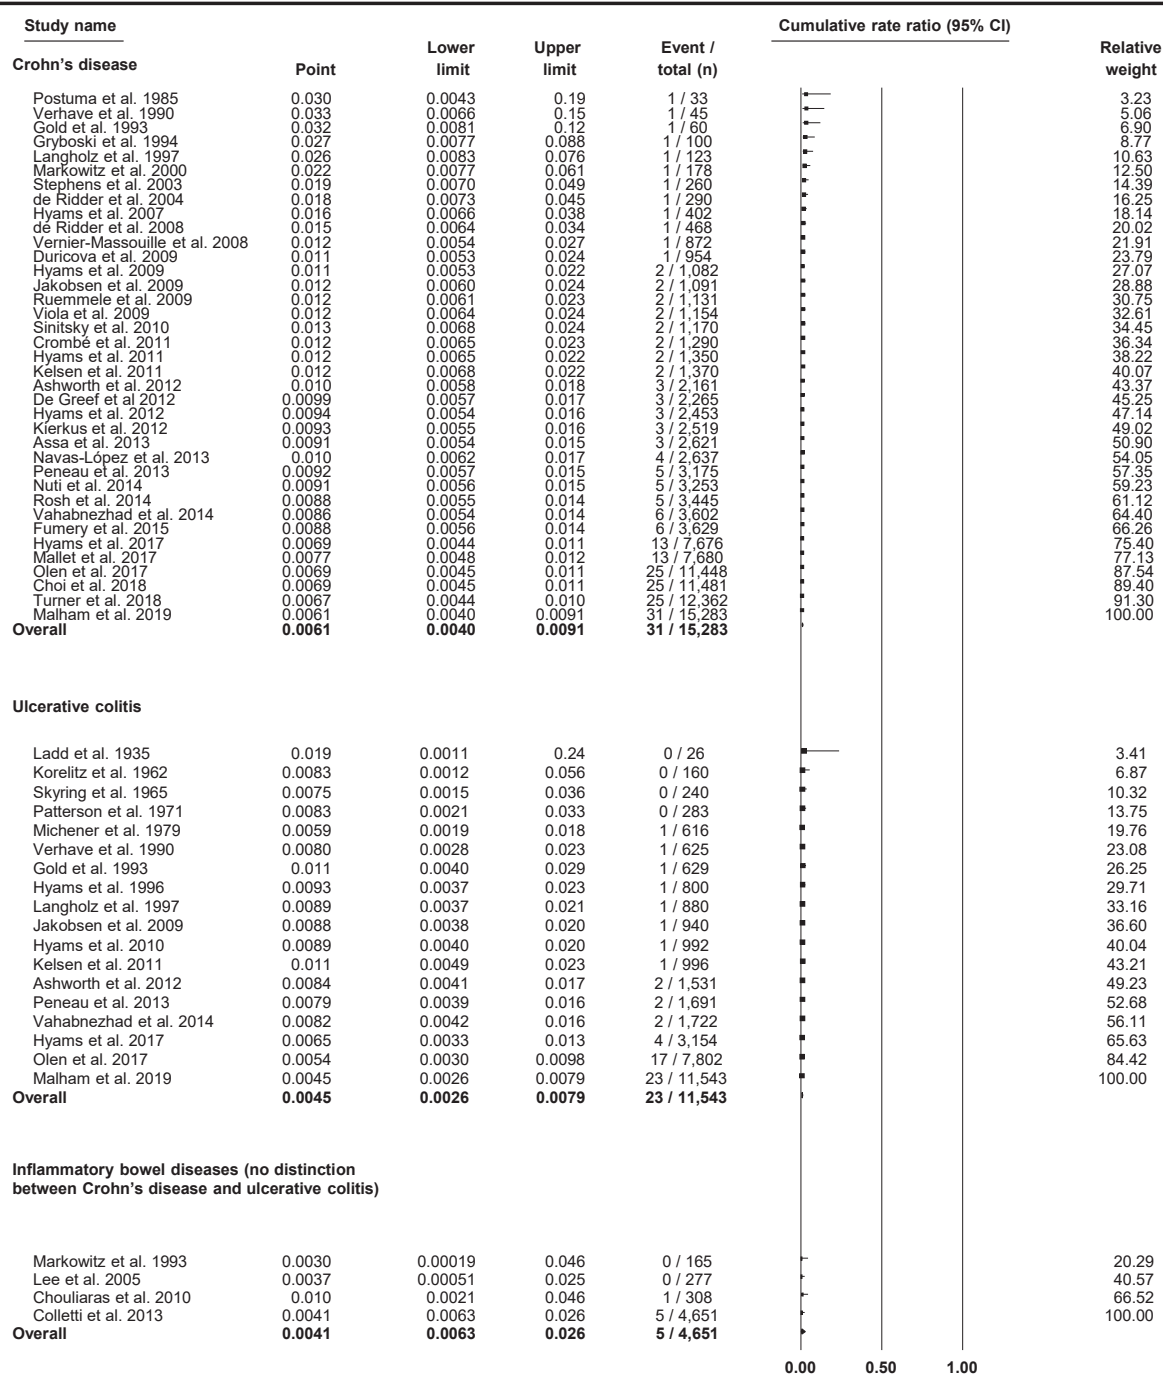 Study name Cumulative rate ratio (95% CI)
Crohn's disease Point Lower limit Upper limit Event / total (n) Relative weight
Postuma et al. 1985 0.030 0.0043 0.19 1 / 33 3.23
Verhave et al. 1990 0.033 0.0066 0.15 1 / 45 5.06
Gold et al. 1993 0.032 0.0081 0.12 1 / 60 6.90
Gryboski et al. 1994 0.027 0.0077 0.088 1 / 100 8.77
Langholz et al. 1997 0.026 0.0083 0.076 1 / 123 10.63
Markowitz et al. 2000 0.022 0.0077 0.061 1 / 178 12.50
Stephens et al. 2003 0.019 0.0070 0.049 1 / 260 14.39
de Ridder et al. 2004 0.018 0.0073 0.045 1 / 290 16.25
Hyams et al. 2007 0.016 0.0066 0.038 1 / 402 18.14
de Ridder et al. 2008 0.015 0.0064 0.034 1 / 468 20.02
Vernier-Massouille et al. 2008 0.012 0.0054 0.027 1 / 872 21.91
Duricova et al. 2009 0.011 0.0053 0.024 1 / 954 23.79
Hyams et al. 2009 0.011 0.0053 0.022 2 / 1,082 27.07
Jakobsen et al. 2009 0.012 0.0060 0.024 2 / 1,091 28.88
Ruemmele et al. 2009 0.012 0.0061 0.023 2 / 1,131 30.75
Viola et al. 2009 0.012 0.0064 0.024 2 / 1,154 32.61
Sinitsky et al. 2010 0.013 0.0068 0.024 2 / 1,170 34.45
Crombé et al. 2011 0.012 0.0065 0.023 2 / 1,290 36.34
Hyams et al. 2011 0.012 0.0065 0.022 2 / 1,350 38.22
Kelsen et al. 2011 0.012 0.0068 0.022 2 / 1,370 40.07
Ashworth et al. 2012 0.010 0.0058 0.018 3 / 2,161 43.37
De Greef et al 2012 0.0099 0.0057 0.017 3 / 2,265 45.25
Hyams et al. 2012 0.0094 0.0054 0.016 3 / 2,453 47.14
Kierkus et al. 2012 0.0093 0.0055 0.016 3 / 2,519 49.02
Assa et al. 2013 0.0091 0.0054 0.015 3 / 2,621 50.90
Navas-López et al. 2013 0.010 0.0062 0.017 4 / 2,637 54.05
Peneau et al. 2013 0.0092 0.0057 0.015 5 / 3,175 57.35
Nuti et al. 2014 0.0091 0.0056 0.015 5 / 3,253 59.23
Rosh et al. 2014 0.0088 0.0055 0.014 5 / 3,445 61.12
Vahabnezhad et al. 2014 0.0086 0.0054 0.014 6 / 3,602 64.40
Fumery et al. 2015 0.0088 0.0056 0.014 6 / 3,629 66.26
Hyams et al. 2017 0.0069 0.0044 0.011 13 / 7,676 75.40
Mallet et al. 2017 0.0077 0.0048 0.012 13 / 7,680 77.13
Olen et al. 2017 0.0069 0.0045 0.011 25 / 11,448 87.54
Choi et al. 2018 0.0069 0.0045 0.011 25 / 11,481 89.40
Turner et al. 2018 0.0067 0.0044 0.010 25 / 12,362 91.30
Malham et al. 2019 0.0061 0.0040 0.0091 31 / 15,283 100.00
Overall 0.0061 0.0040 0.0091 31 / 15,283
Ulcerative colitis
Ladd et al. 1935 0.019 0.0011 0.24 0 / 26 3.41
Korelitz et al. 1962 0.0083 0.0012 0.056 0 / 160 6.87
Skyring et al. 1965 0.0075 0.0015 0.036 0 / 240 10.32
Patterson et al. 1971 0.0083 0.0021 0.033 0 / 283 13.75
Michener et al. 1979 0.0059 0.0019 0.018 1 / 616 19.76
Verhave et al. 1990 0.0080 0.0028 0.023 1 / 625 23.08
Gold et al. 1993 0.011 0.0040 0.029 1 / 629 26.25
Hyams et al. 1996 0.0093 0.0037 0.023 1 / 800 29.71
Langholz et al. 1997 0.0089 0.0037 0.021 1 / 880 33.16
Jakobsen et al. 2009 0.0088 0.0038 0.020 1 / 940 36.60
Hyams et al. 2010 0.0089 0.0040 0.020 1 / 992 40.04
Kelsen et al. 2011 0.011 0.0049 0.023 1 / 996 43.21
Ashworth et al. 2012 0.0084 0.0041 0.017 2 / 1,531 49.23
Peneau et al. 2013 0.0079 0.0039 0.016 2 / 1,691 52.68
Vahabnezhad et al. 2014 0.0082 0.0042 0.016 2 / 1,722 56.11
Hyams et al. 2017 0.0065 0.0033 0.013 4 / 3,154 65.63
Olen et al. 2017 0.0054 0.0030 0.0098 17 / 7,802 84.42
Malham et al. 2019 0.0045 0.0026 0.0079 23 / 11,543 100.00
Overall 0.0045 0.0026 0.0079 23 / 11,543
Inflammatory bowel diseases (no distinction
between Crohn's disease and ulcerative colitis)
Markowitz et al. 1993 0.0030 0.00019 0.046 0 / 165 20.29
Lee et al. 2005 0.0037 0.00051 0.025 0 / 277 40.57
Chouliaras et al. 2010 0.010 0.0021 0.046 1 / 308 66.52
Colletti et al. 2013 0.0041 0.0063 0.026 5 / 4,651 100.00
Overall 0.0041 0.0063 0.026 5 / 4,651
0.00 0.50 1.00